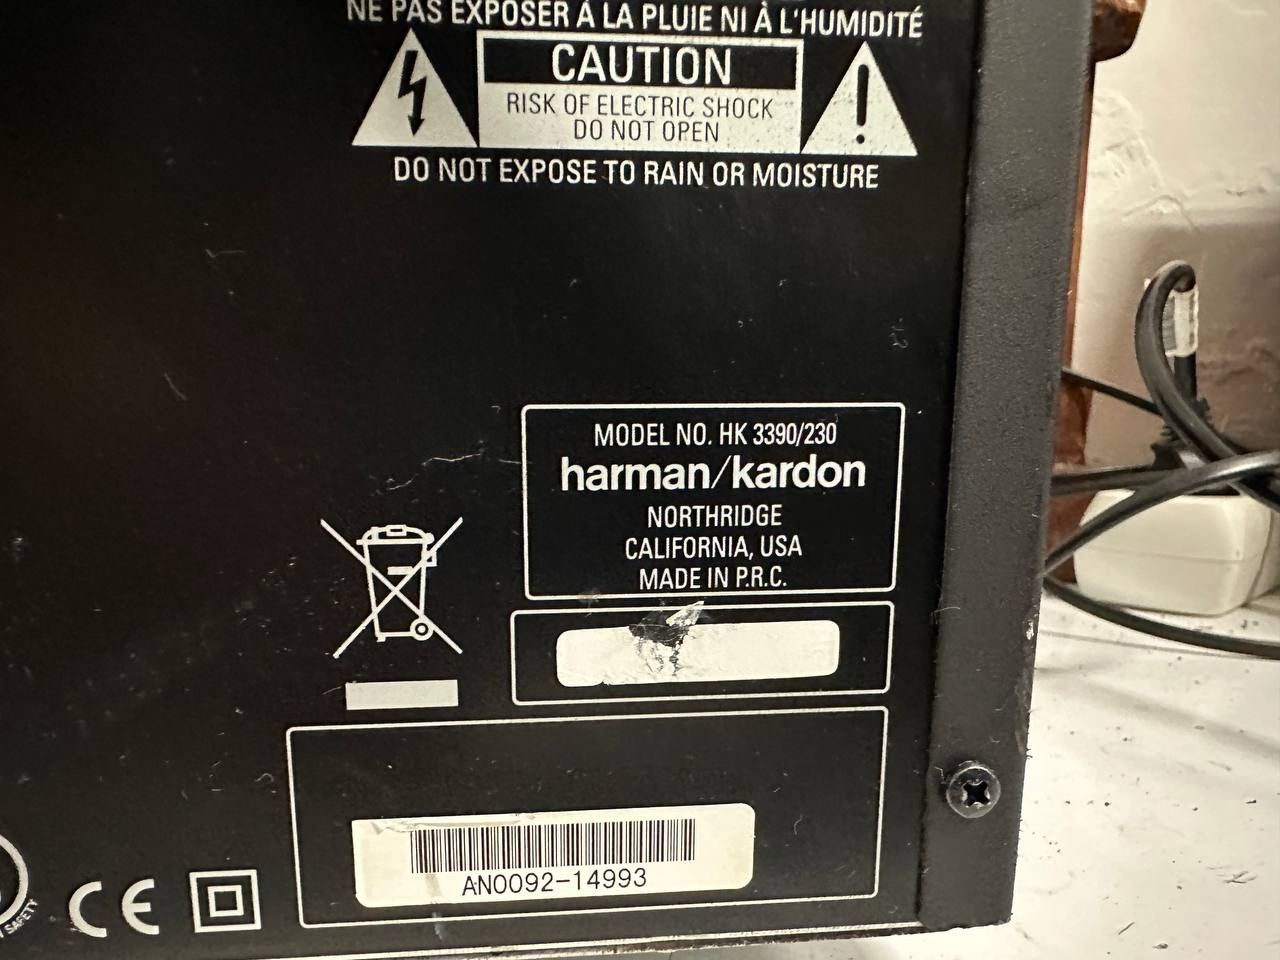 NE PAS EXPOSER À LA PLUIE NI À L'HUMIDITÉ
CAUTION
RISK OF ELECTRIC SHOCK
DO NOT OPEN
DO NOT EXPOSE TO RAIN OR MOISTURE
MODEL NO. HK 3390/230
harman/kardon
NORTHRIDGE
CALIFORNIA, USA
MADE IN P.R.C.
AN0092-14993
SAFETY
CE